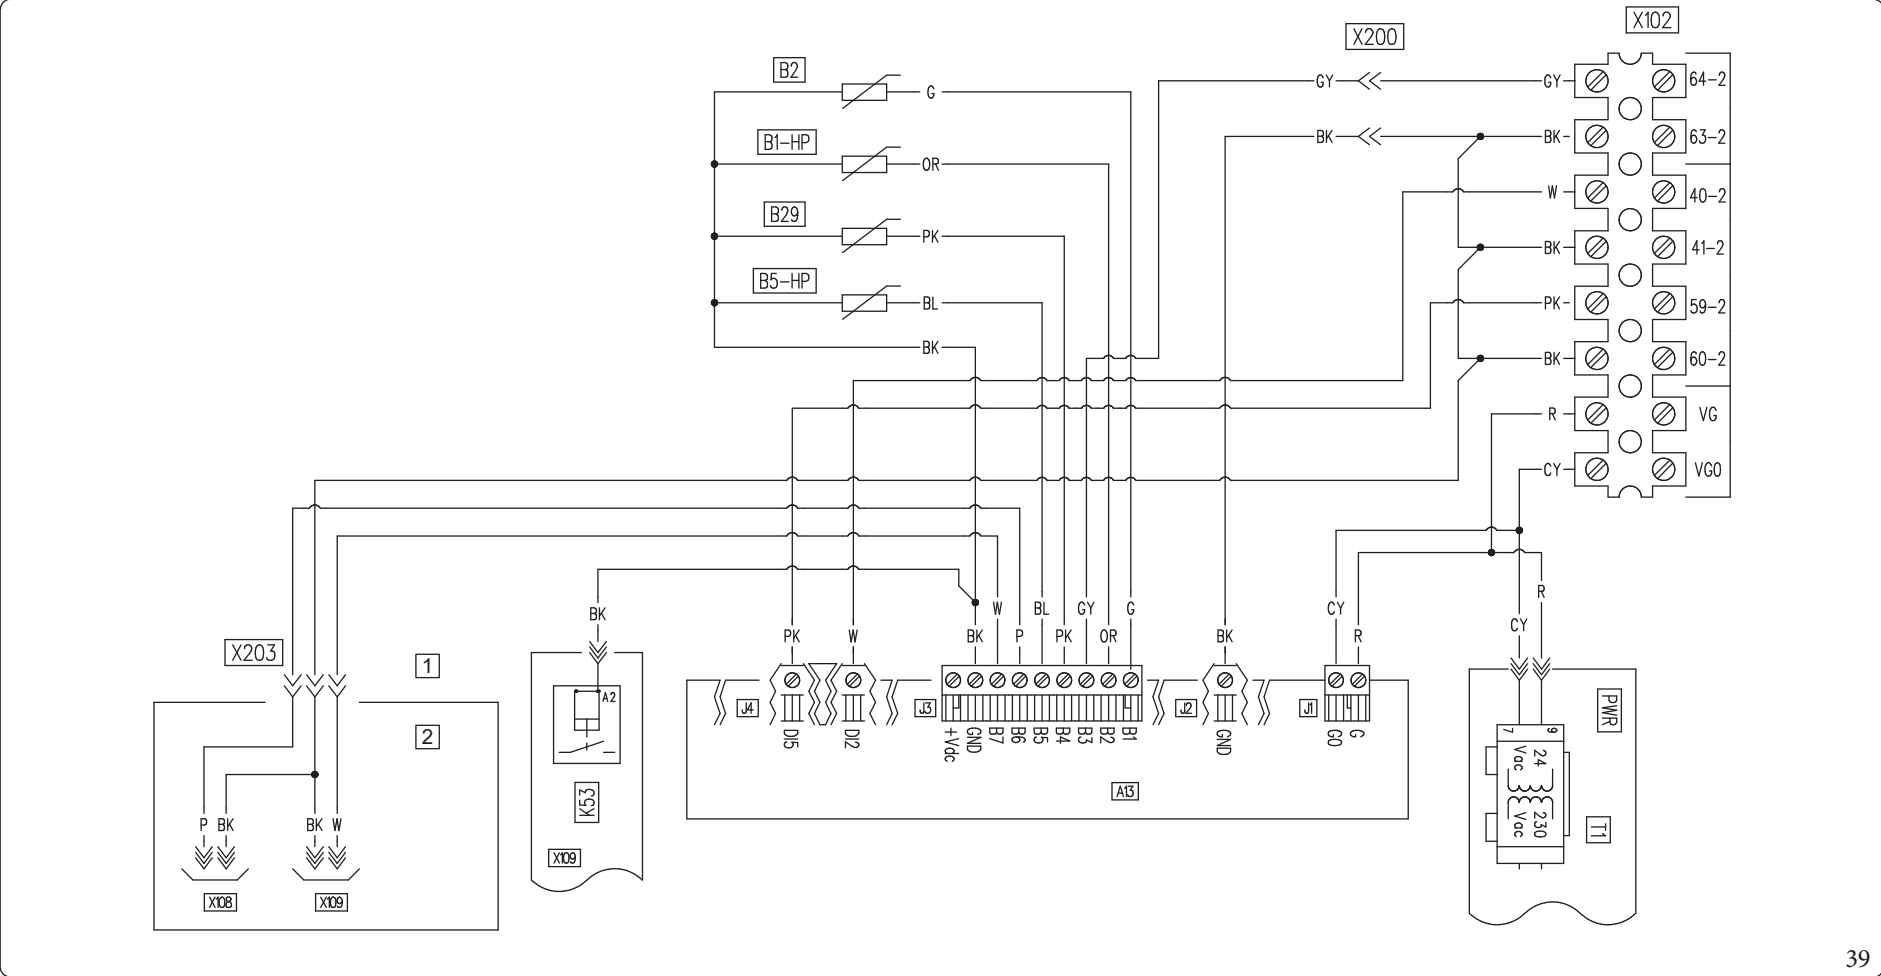 X102
X200
B2
GY
GY
64-2
G
B1-HP
BK
BK
63-2
OR
W
40-2
B29
PK
BK
41-2
B5-HP
BL
PK
59-2
BK
BK
60-2
R
VG
CY
VG0
R
BK
W
BL
GY
G
CY
CY
PK
W
BK
P
PK
OR
BK
R
X203
1
A2
J4
J3
J2
J1
PWR
2
DI5
DI2
+Vdc
GND
B7
B6
B5
B4
B3
B2
B1
GND
G0
G
7
9
24
Vac
230
Vac
K53
A13
T1
P
BK
BK
W
X109
X108
X109
39